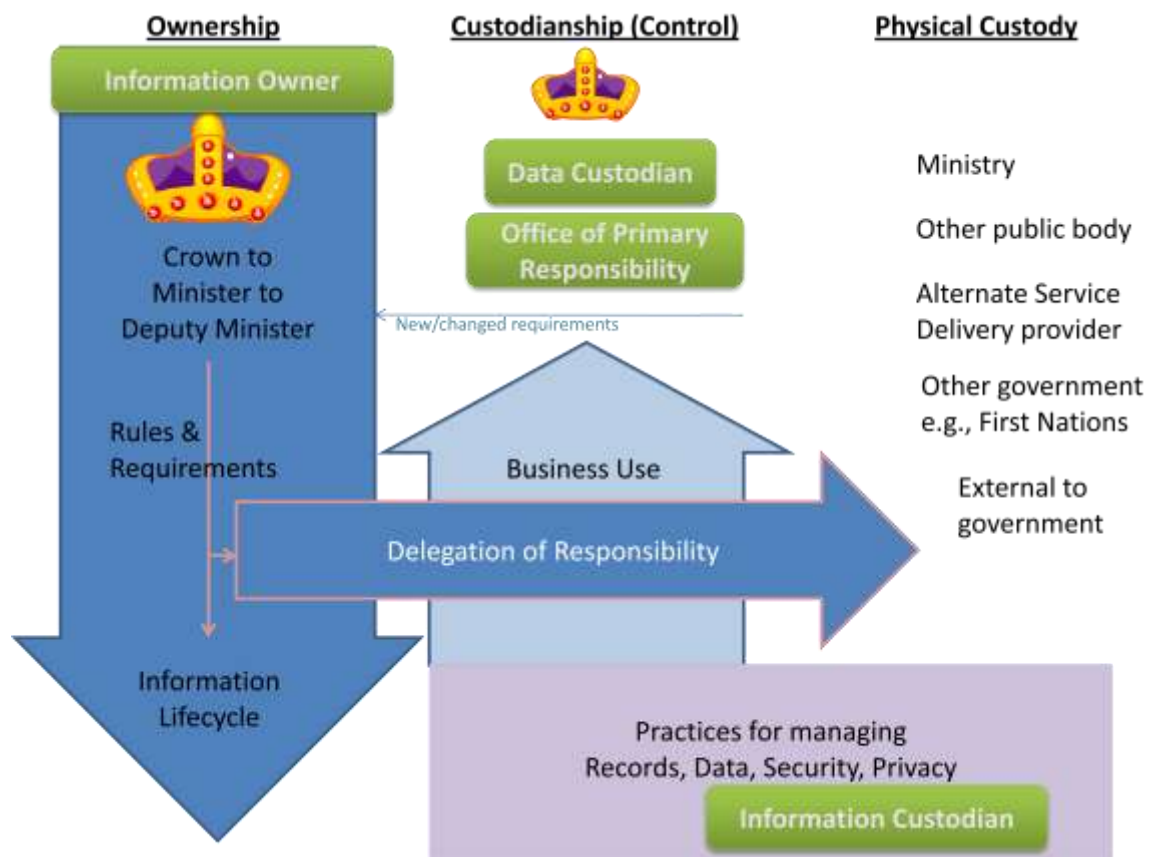 Ownership
Custodianship (Control)
Physical Custody
Information Owner
Crown to
Minister to
Deputy Minister
Rules &
Requirements
Information
Lifecycle
Data Custodian
Office of Primary
Responsibility
New/changed requirements
Business Use
Delegation of Responsibility
Ministry
Other public body
Alternate Service
Delivery provider
Other government
e.g., First Nations
External to
government
Practices for managing
Records, Data, Security, Privacy
Information Custodian